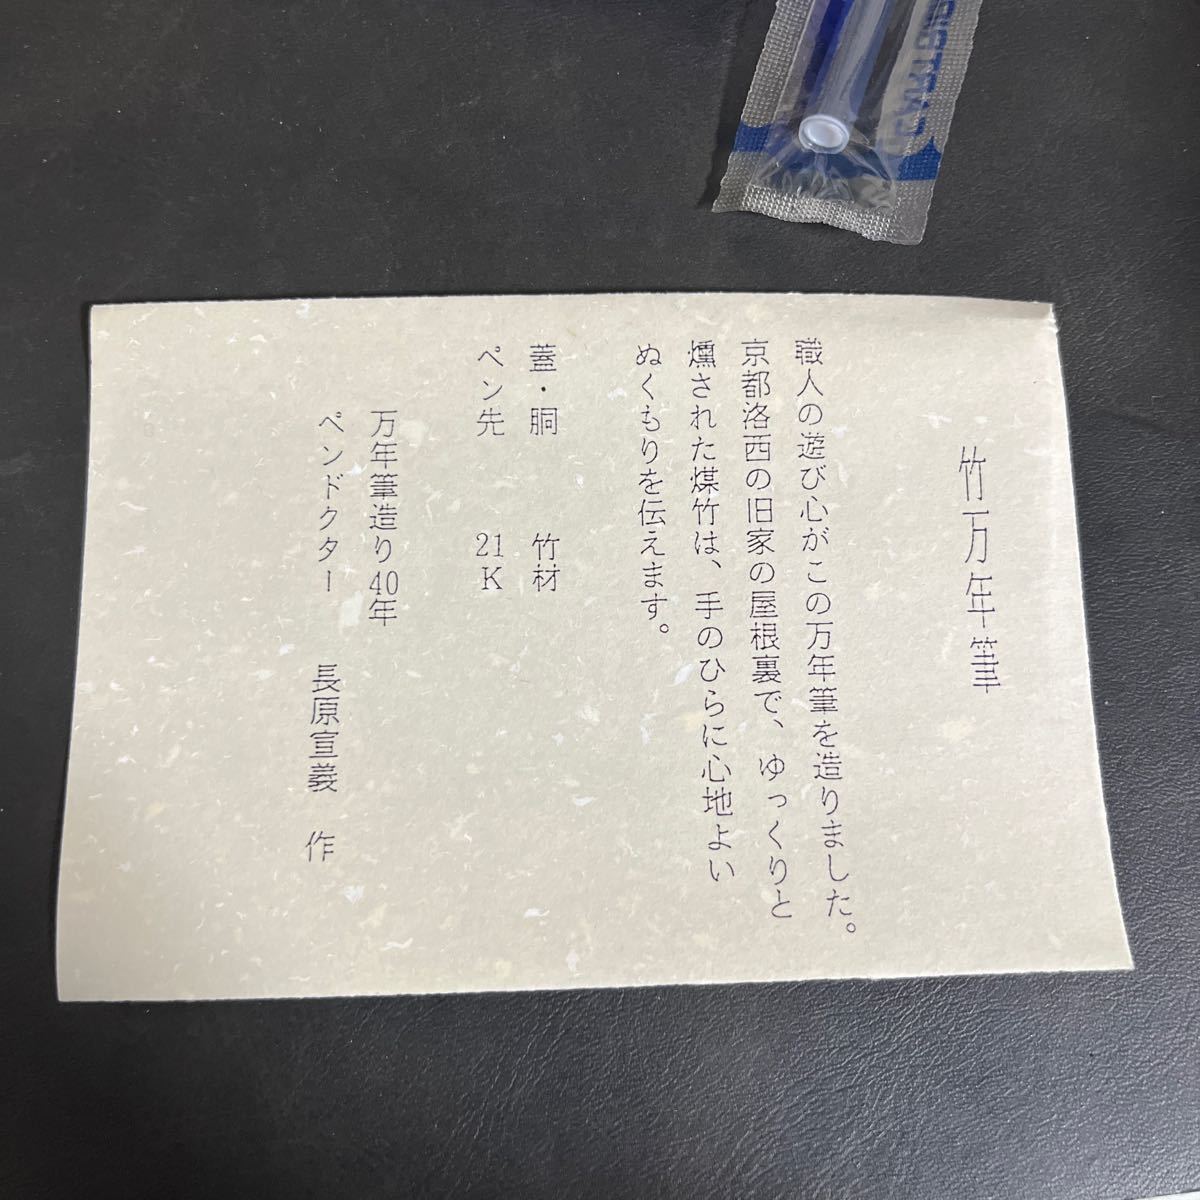 竹万年筆
職人の遊び心がこの万年筆を造りました。
京都洛西の旧家の屋根裏で、ゆっくりと
燻された煤竹は、手のひらに心地よい
ぬくもりを伝えます。
蓋・胴　竹材
ペン先　21K
万年筆造り40年
ペンドクター　長原宣義　作